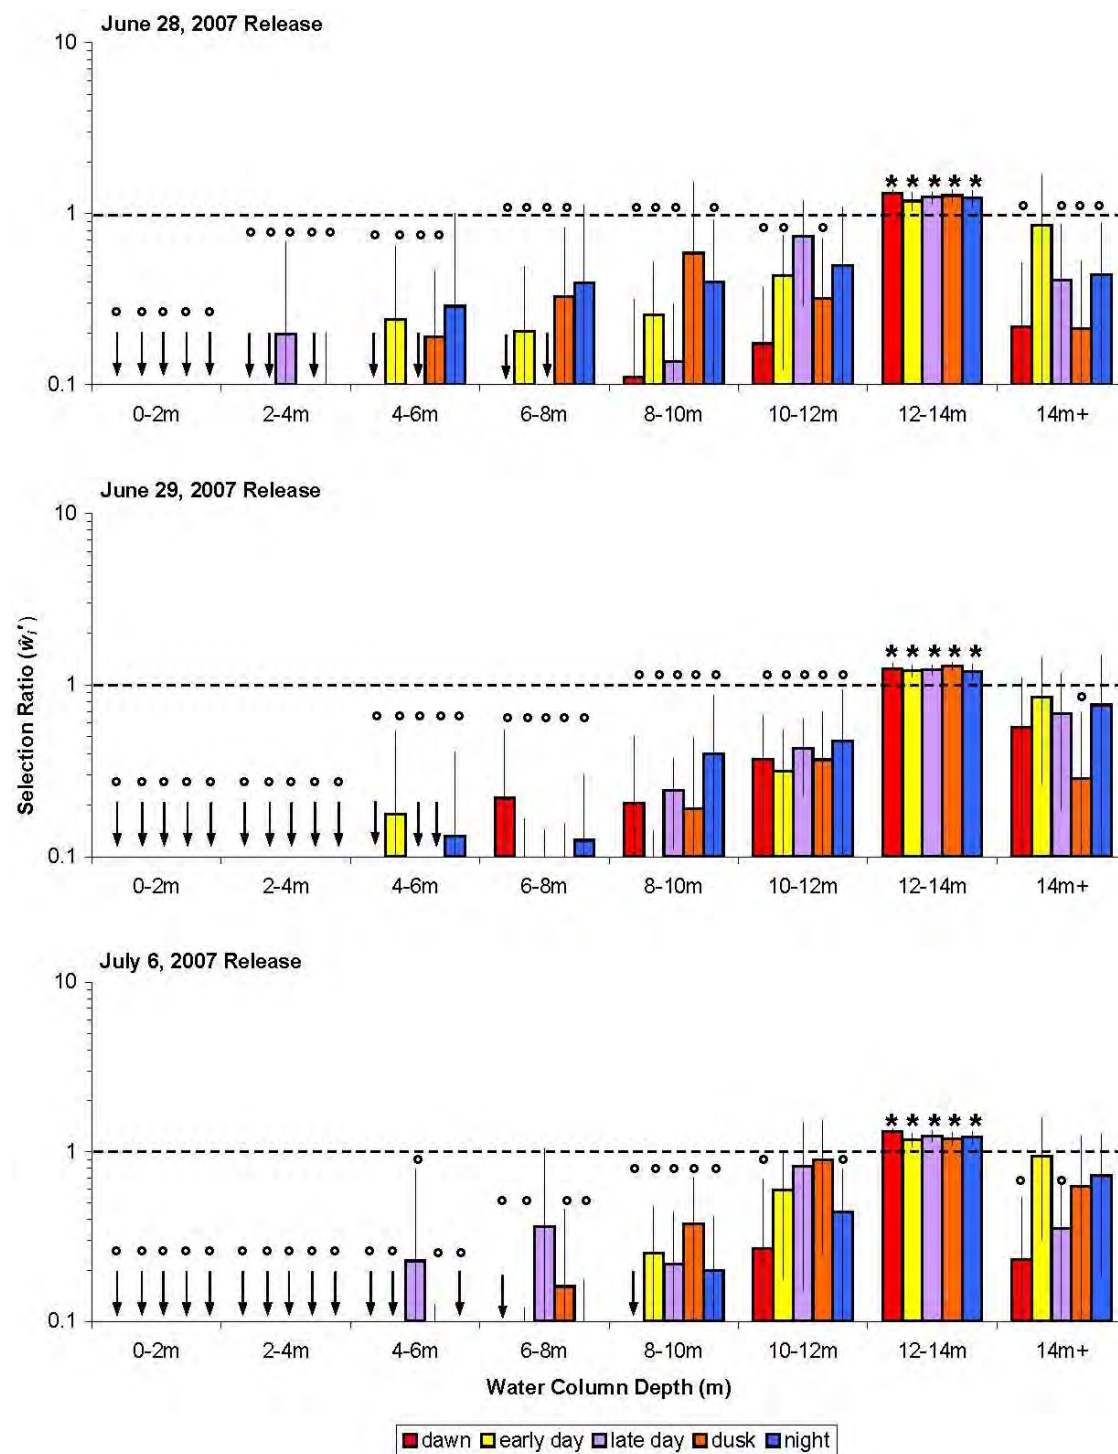 June 28, 2007 Release
10
1
0.1
0-2m 2-4m 4-6m 6-8m 8-10m 10-12m 12-14m 14m+
* * * * *
June 29, 2007 Release
10
1
0.1
0-2m 2-4m 4-6m 6-8m 8-10m 10-12m 12-14m 14m+
* * * * *
Selection Ratio (ŵᵢ')
July 6, 2007 Release
10
1
0.1
0-2m 2-4m 4-6m 6-8m 8-10m 10-12m 12-14m 14m+
* * * * *
Water Column Depth (m)
dawn early day late day dusk night